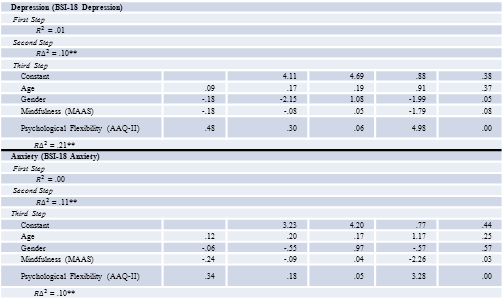 Depression (BSI-18 Depression)
First Step
R² = .01
Second Step
RΔ² = .10**
Third Step
Constant 4.11 4.69 .88 .38
Age .09 .17 .19 .91 .37
Gender -.18 -2.15 1.08 -1.99 .05
Mindfulness (MAAS) -.18 -.08 .05 -1.79 .08
Psychological Flexibility (AAQ-II) .48 .30 .06 4.98 .00
RΔ² = .21**
Anxiety (BSI-18 Anxiety)
First Step
R² = .00
Second Step
RΔ² = .11**
Third Step
Constant 3.23 4.20 .77 .44
Age .12 .20 .17 1.17 .25
Gender -.06 -.55 .97 -.57 .57
Mindfulness (MAAS) -.24 -.09 .04 -2.26 .03
Psychological Flexibility (AAQ-II) .34 .18 .05 3.28 .00
RΔ² = .10**